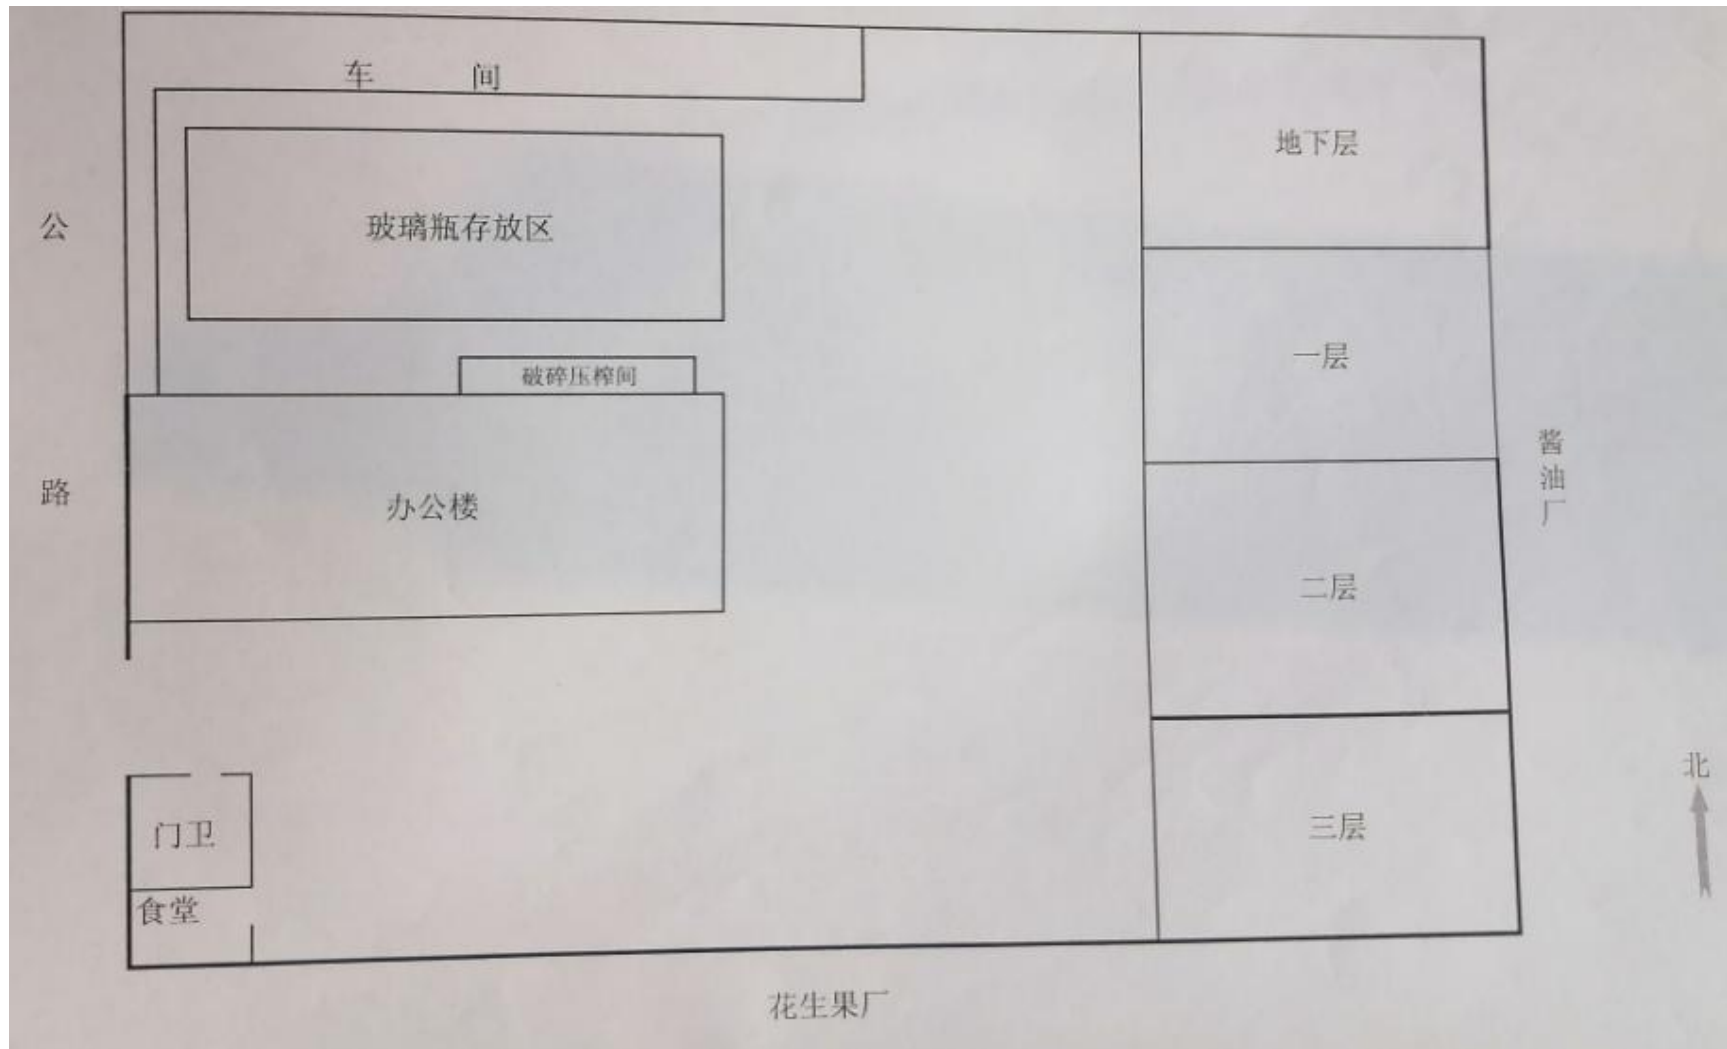 车 间
地下层
玻璃瓶存放区
公
一层
破碎压榨间
酱油厂
路
办公楼
二层
北
门卫
三层
食堂
花生果厂